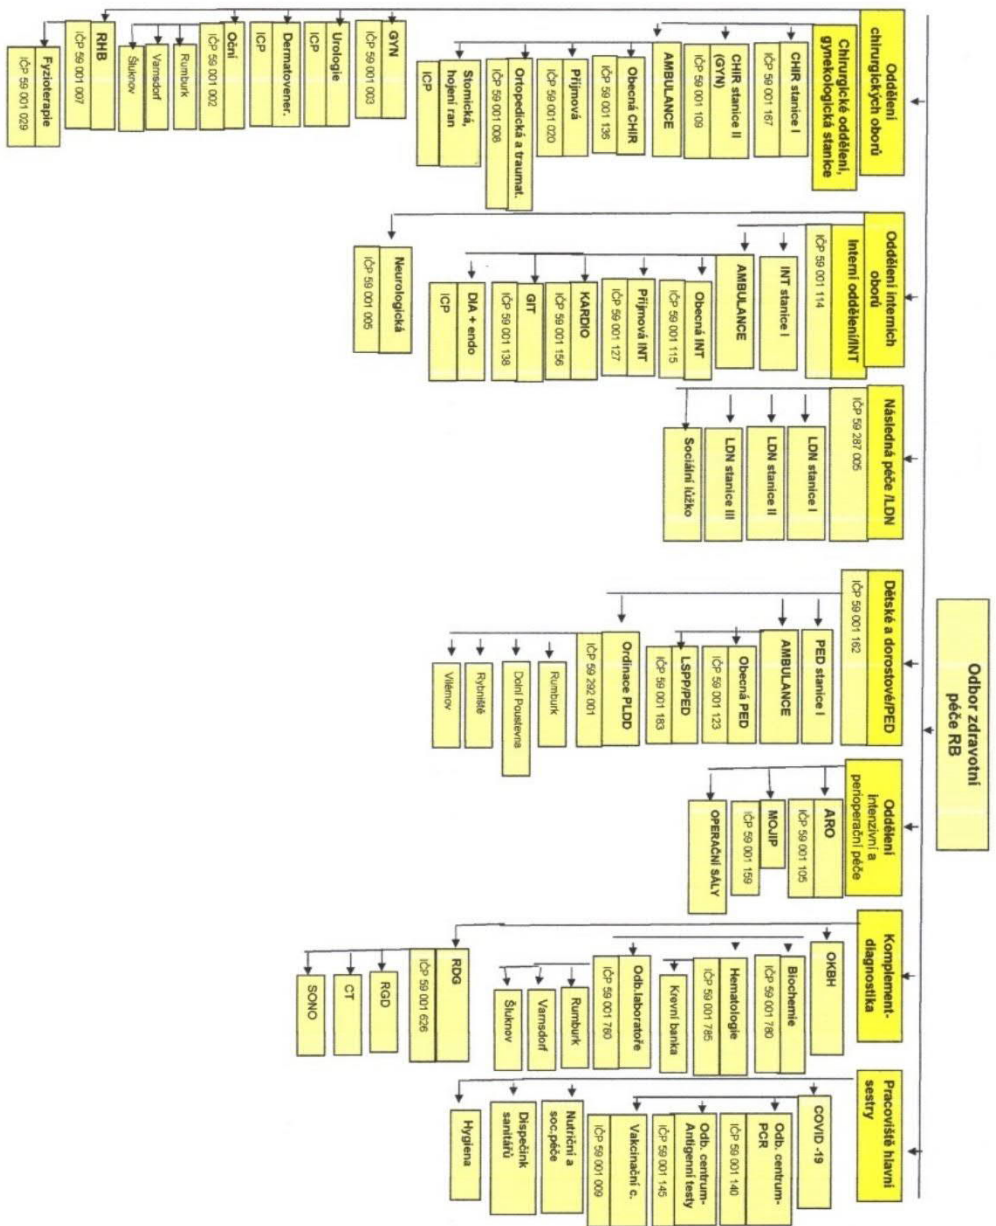 Odbor zdravotní
péče RB
Oddělení
chirurgických oborů
Chirurgické oddělení,
gynekologická stanice
CHIR stanice I
IČP 59 001 167
CHIR stanice II
(GYN)
IČP 59 001 109
AMBULANCE
Obecná CHIR
IČP 59 001 136
Příjmová
IČP 59 001 020
Ortopedická a traumat.
IČP 59 001 008
Stomická,
hojení ran
ICP
GYN
IČP 59 001 003
Urologie
ICP
Dermatovener.
ICP
Oční
IČP 59 001 002
Rumburk
Varnsdorf
Šluknov
RHB
IČP 59 001 007
Fyzioterapie
IČP 59 001 029
Oddělení interních
oborů
Interní oddělení/INT
IČP 59 001 114
INT stanice I
AMBULANCE
Obecná INT
IČP 59 001 115
Příjmová INT
IČP 59 001 127
KARDIO
IČP 59 001 156
GIT
IČP 59 001 138
DIA + endo
ICP
Neurologická
IČP 59 001 005
Následná péče /LDN
IČP 59 287 005
LDN stanice I
LDN stanice II
LDN stanice III
Sociální lůžko
Dětské a dorostové/PED
IČP 59 001 162
PED stanice I
AMBULANCE
Obecná PED
IČP 59 001 123
LSPP/PED
IČP 59 001 183
Ordinace PLDD
IČP 59 292 001
Rumburk
Dolní Poustevna
Rybniště
Vilémov
Oddělení
Intenzivní a
perioperační péče
ARO
IČP 59 001 105
MOJIP
IČP 59 001 159
OPERAČNÍ SÁLY
Komplement-
diagnostika
OKBH
Biochemie
IČP 59 001 780
Hematologie
IČP 59 001 785
Krevní banka
Odb.laboratoře
IČP 59 001 760
Rumburk
Varnsdorf
Šluknov
RDG
IČP 59 001 626
RGD
CT
SONO
Pracoviště hlavní
sestry
COVID -19
Odb. centrum-
PCR
IČP 59 001 140
Odb. centrum-
Antigenní testy
IČP 59 001 145
Vakcinační c.
IČP 59 001 009
Nutriční a
soc.péče
Dispečink
sanitářů
Hygiena